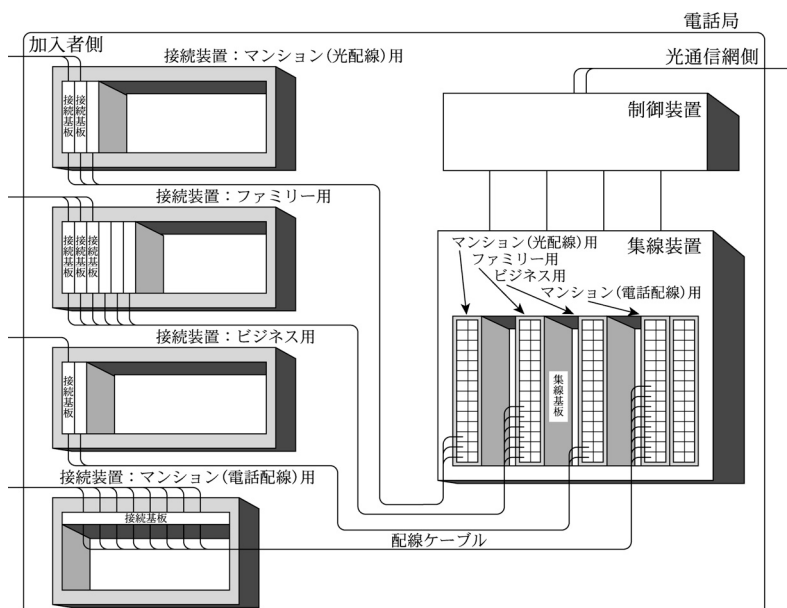 電話局
加入者側
接続装置：マンション(光配線)用
光通信網側
接続基板
接続基板
制御装置
接続装置：ファミリー用
接続基板
接続基板
接続基板
集線装置
マンション(光配線)用
ファミリー用
ビジネス用
マンション(電話配線)用
接続装置：ビジネス用
接続基板
集線基板
接続装置：マンション(電話配線)用
接続基板
配線ケーブル